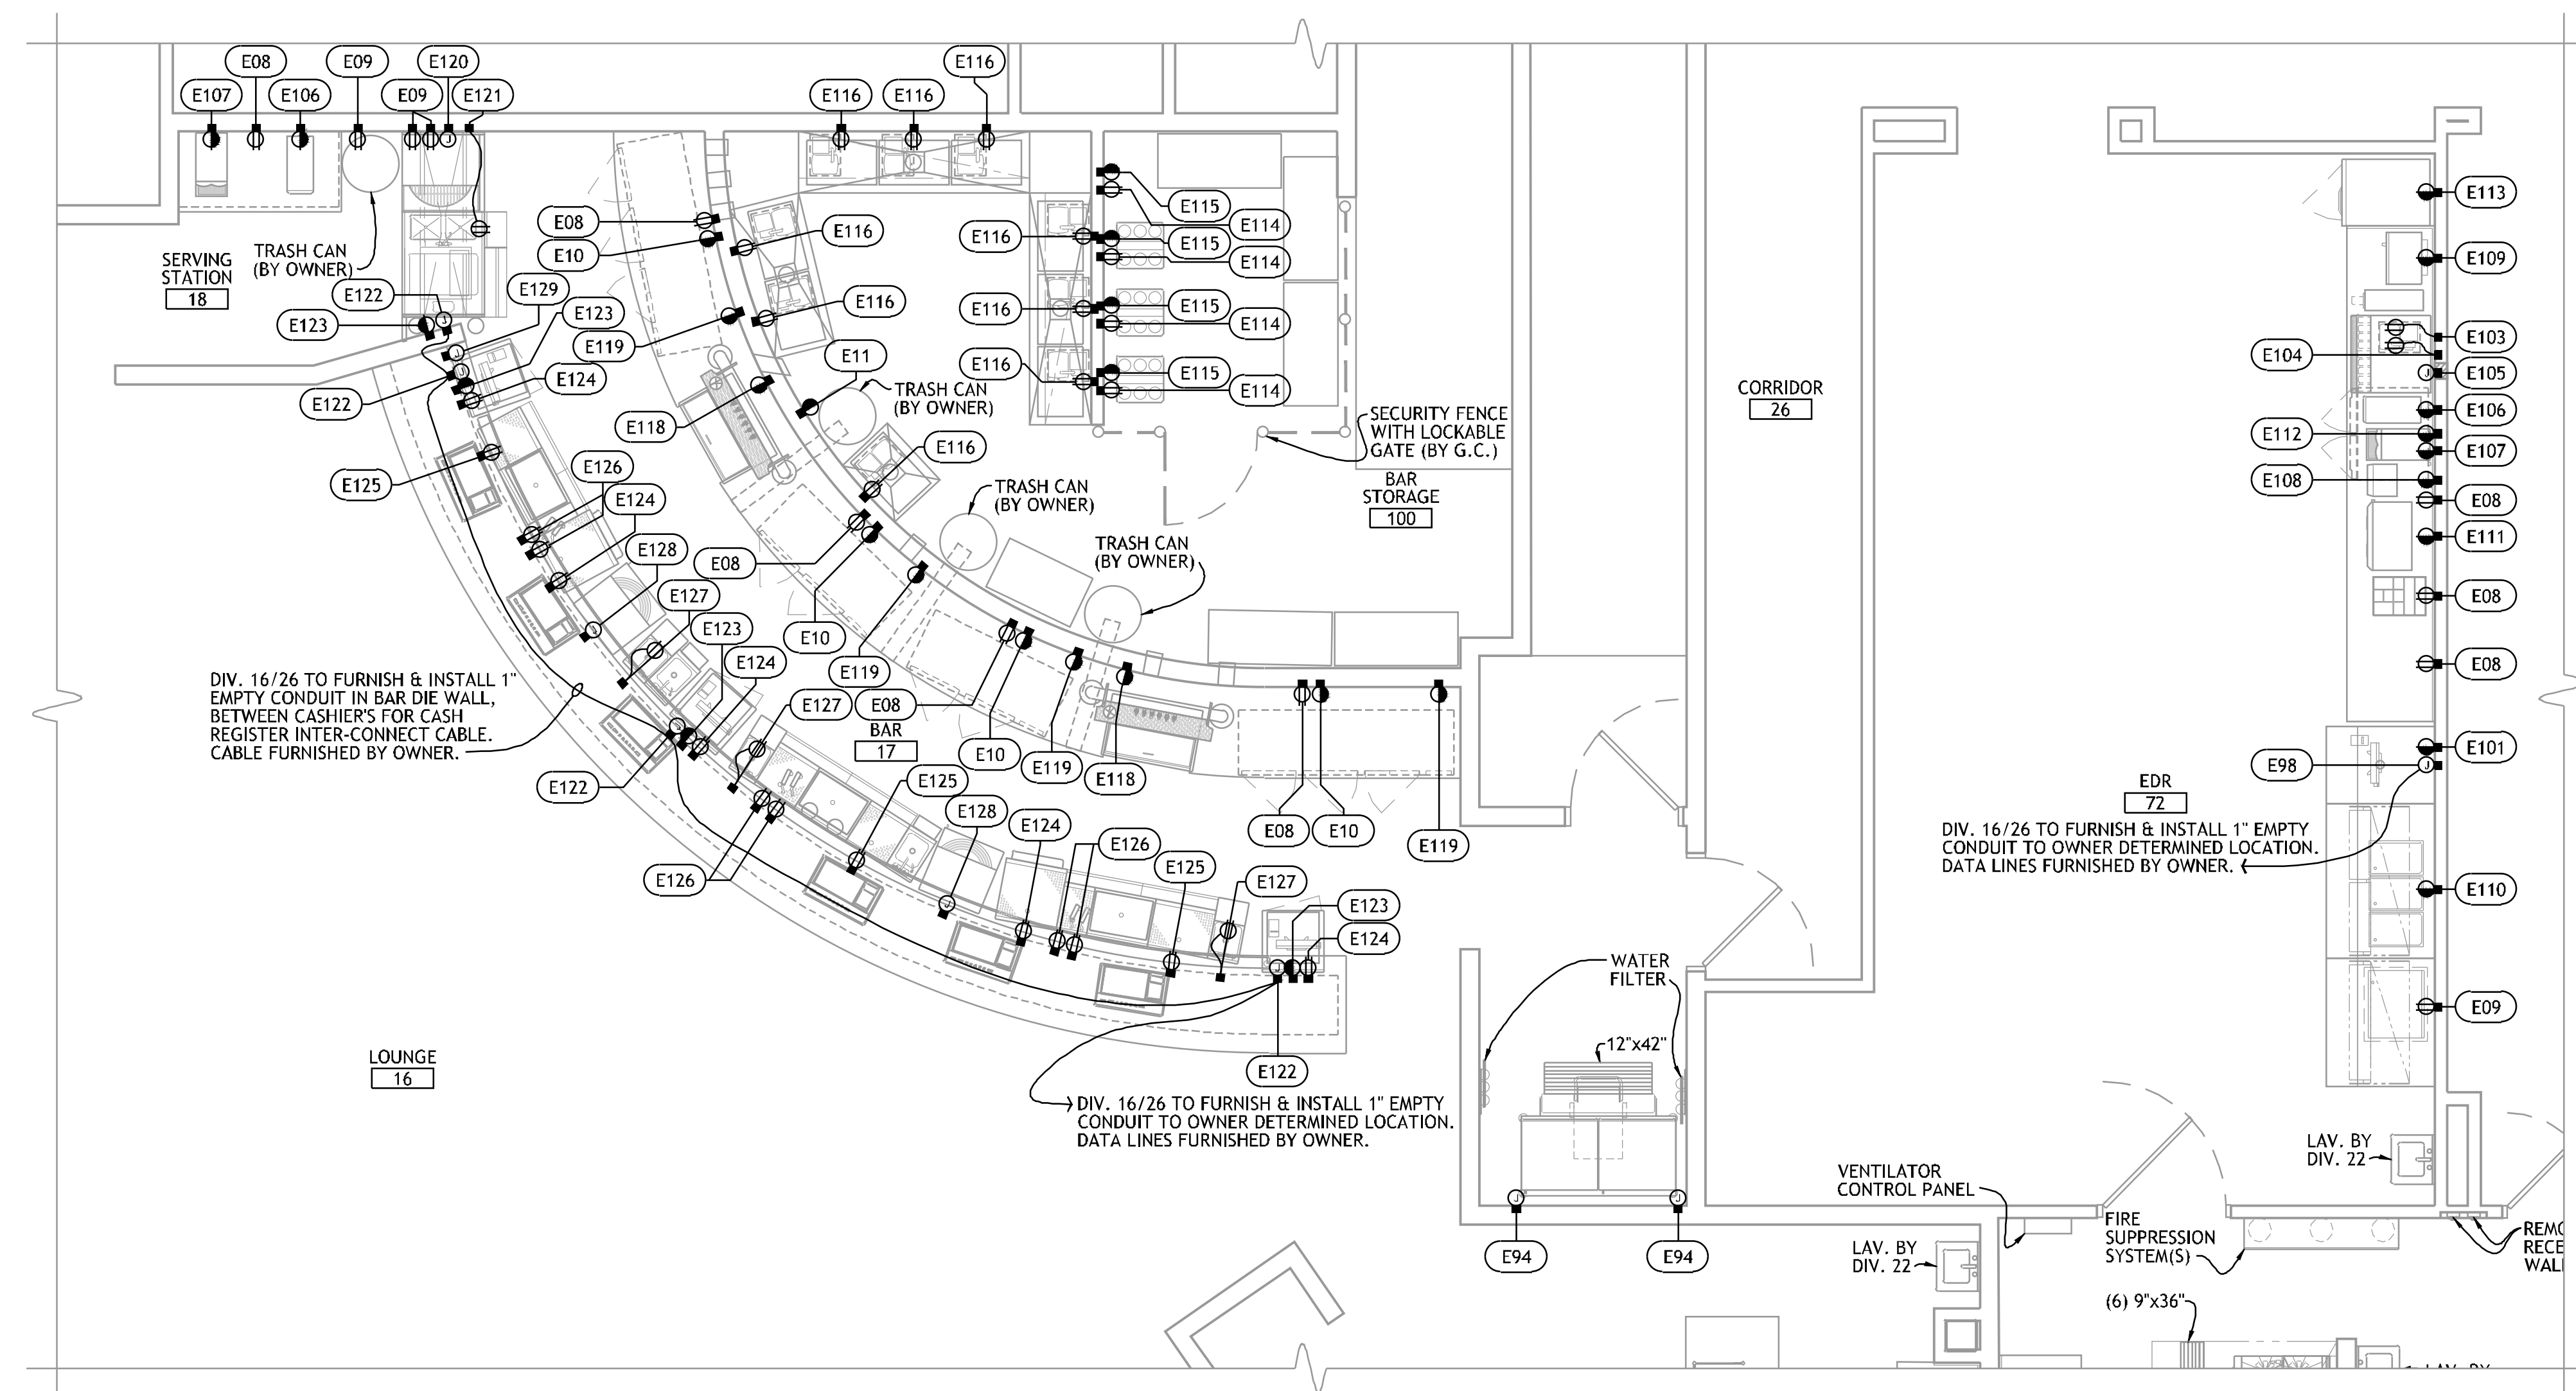 E08
E09
E120
E116
E107
E106
E09
E121
E116
E116
E115
E114
E113
E08
E116
E116
E115
E10
E114
E109
SERVING
STATION
18
TRASH CAN
(BY OWNER)
E129
E122
E116
E123
E123
E116
E115
E114
E103
E119
E11
E104
E116
E115
E105
E124
E122
TRASH CAN
(BY OWNER)
E114
CORRIDOR
26
E106
E118
SECURITY FENCE
WITH LOCKABLE
GATE (BY G.C.)
E112
E116
E107
E126
E125
E108
BAR
STORAGE
100
TRASH CAN
(BY OWNER)
E124
E08
E111
E128
TRASH CAN
(BY OWNER)
E08
E127
E08
E123
E10
E124
E119
E08
DIV. 16/26 TO FURNISH & INSTALL 1"
EMPTY CONDUIT IN BAR DIE WALL,
BETWEEN CASHIER'S FOR CASH
REGISTER INTER-CONNECT CABLE.
CABLE FURNISHED BY OWNER.
E127
E08
BAR
17
E10
E119
E118
E101
E98
E122
E125
EDR
72
E128
E124
E08
E10
E119
DIV. 16/26 TO FURNISH & INSTALL 1" EMPTY
CONDUIT TO OWNER DETERMINED LOCATION.
DATA LINES FURNISHED BY OWNER.
E126
E126
E125
E127
E110
E123
E124
WATER
FILTER
E09
LOUNGE
16
12"x42"
E122
DIV. 16/26 TO FURNISH & INSTALL 1" EMPTY
CONDUIT TO OWNER DETERMINED LOCATION.
DATA LINES FURNISHED BY OWNER.
LAV. BY
DIV. 22
VENTILATOR
CONTROL PANEL
E94
E94
LAV. BY
DIV. 22
FIRE
SUPPRESSION
SYSTEM(S)
(6) 9"x36"